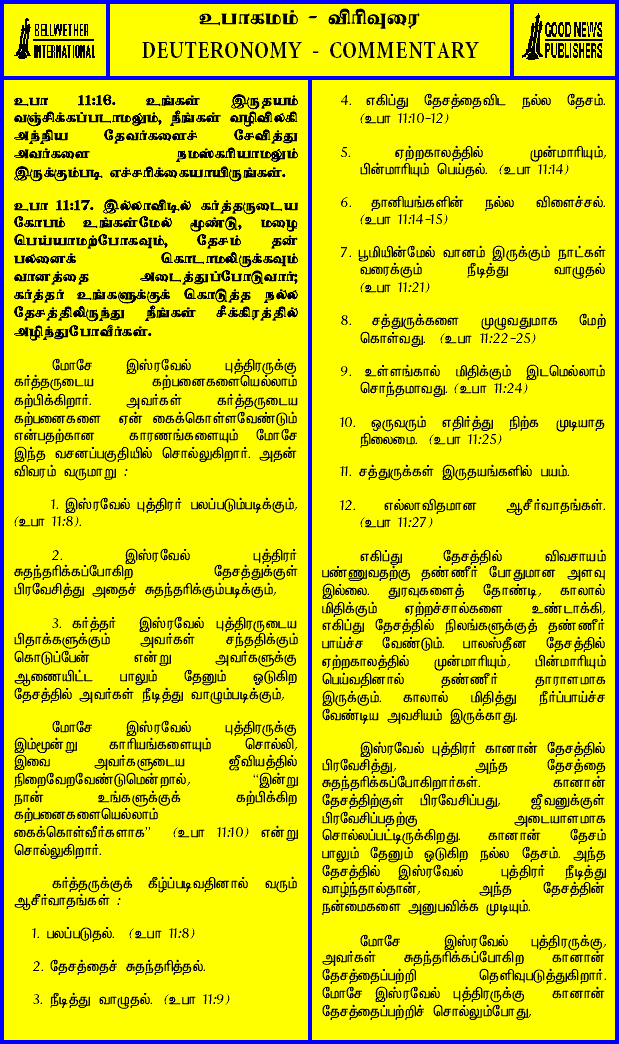 BELLWETHER
INTERNATIONAL
உபாகமம் - விரிவுரை
DEUTERONOMY - COMMENTARY
GOOD NEWS
PUBLISHERS
உபா 11:16. உங்கள் இருதயம்
வஞ்சிக்கப்படாமலும், நீங்கள் வழிவிலகி
அந்நிய தேவர்களைச் சேவித்து
அவர்களை நமஸ்கரியாமலும்
இருக்கும்படி எச்சரிக்கையாயிருங்கள்.
உபா 11:17. இல்லாவிடில் கர்த்தருடைய
கோபம் உங்கள்மேல் மூண்டு, மழை
பெய்யாமற்போகவும், தேசம் தன்
பலனைக் கொடாமலிருக்கவும்
வானத்தை அடைத்துப்போடுவார்;
கர்த்தர் உங்களுக்குக் கொடுத்த நல்ல
தேசத்திலிருந்து நீங்கள் சீக்கிரத்தில்
அழிந்துபோவீர்கள்.
மோசே இஸ்ரவேல் புத்திரருக்கு
கர்த்தருடைய கற்பனைகளையெல்லாம்
கற்பிக்கிறார். அவர்கள் கர்த்தருடைய
கற்பனைகளை ஏன் கைக்கொள்ளவேண்டும்
என்பதற்கான காரணங்களையும் மோசே
இந்த வசனப்பகுதியில் சொல்லுகிறார். அதன்
விவரம் வருமாறு :
1. இஸ்ரவேல் புத்திரர் பலப்படும்படிக்கும்,
(உபா 11:8).
2. இஸ்ரவேல் புத்திரர்
சுதந்தரிக்கப்போகிற தேசத்துக்குள்
பிரவேசித்து அதைச் சுதந்தரிக்கும்படிக்கும்,
3. கர்த்தர் இஸ்ரவேல் புத்திரருடைய
பிதாக்களுக்கும் அவர்கள் சந்ததிக்கும்
கொடுப்பேன் என்று அவர்களுக்கு
ஆணையிட்ட பாலும் தேனும் ஓடுகிற
தேசத்தில் அவர்கள் நீடித்து வாழும்படிக்கும்,
மோசே இஸ்ரவேல் புத்திரருக்கு
இம்மூன்று காரியங்களையும் சொல்லி,
இவை அவர்களுடைய ஜீவியத்தில்
நிறைவேறவேண்டுமென்றால், “இன்று
நான் உங்களுக்குக் கற்பிக்கிற
கற்பனைகளையெல்லாம்
கைக்கொள்வீர்களாக” (உபா 11:10) என்று
சொல்லுகிறார்.
கர்த்தருக்குக் கீழ்ப்படிவதினால் வரும்
ஆசீர்வாதங்கள் :
1. பலப்படுதல். (உபா 11:8)
2. தேசத்தைச் சுதந்தரித்தல்.
3. நீடித்து வாழுதல். (உபா 11:9)
4. எகிப்து தேசத்தைவிட நல்ல தேசம்.
(உபா 11:10-12)
5. ஏற்றகாலத்தில் முன்மாரியும்,
பின்மாரியும் பெய்தல். (உபா 11:14)
6. தானியங்களின் நல்ல விளைச்சல்.
(உபா 11:14-15)
7. பூமியின்மேல் வானம் இருக்கும் நாட்கள்
வரைக்கும் நீடித்து வாழுதல்
(உபா 11:21)
8. சத்துருக்களை முழுவதுமாக மேற்
கொள்வது. (உபா 11:22-25)
9. உள்ளங்கால் மிதிக்கும் இடமெல்லாம்
சொந்தமாவது. (உபா 11:24)
10. ஒருவரும் எதிர்த்து நிற்க முடியாத
நிலைமை. (உபா 11:25)
11. சத்துருக்கள் இருதயங்களில் பயம்.
12. எல்லாவிதமான ஆசீர்வாதங்கள்.
(உபா 11:27)
எகிப்து தேசத்தில் விவசாயம்
பண்ணுவதற்கு தண்ணீர் போதுமான அளவு
இல்லை. துரவுகளைத் தோண்டி, காலால்
மிதிக்கும் ஏற்றச்சால்களை உண்டாக்கி,
எகிப்து தேசத்தில் நிலங்களுக்குத் தண்ணீர்
பாய்ச்ச வேண்டும். பாலஸ்தீன தேசத்தில்
ஏற்றகாலத்தில் முன்மாரியும், பின்மாரியும்
பெய்வதினால் தண்ணீர் தாராளமாக
இருக்கும். காலால் மிதித்து நீர்ப்பாய்ச்ச
வேண்டிய அவசியம் இருக்காது.
இஸ்ரவேல் புத்திரர் கானான் தேசத்தில்
பிரவேசித்து, அந்த தேசத்தை
சுதந்தரிக்கப்போகிறார்கள். கானான்
தேசத்திற்குள் பிரவேசிப்பது, ஜீவனுக்குள்
பிரவேசிப்பதற்கு அடையாளமாக
சொல்லப்பட்டிருக்கிறது. கானான் தேசம்
பாலும் தேனும் ஓடுகிற நல்ல தேசம். அந்த
தேசத்தில் இஸ்ரவேல் புத்திரர் நீடித்து
வாழ்ந்தால்தான், அந்த தேசத்தின்
நன்மைகளை அனுபவிக்க முடியும்.
மோசே இஸ்ரவேல் புத்திரருக்கு,
அவர்கள் சுதந்தரிக்கப்போகிற கானான்
தேசத்தைப்பற்றி தெளிவுபடுத்துகிறார்.
மோசே இஸ்ரவேல் புத்திரருக்கு கானான்
தேசத்தைப்பற்றிச் சொல்லும்போது,